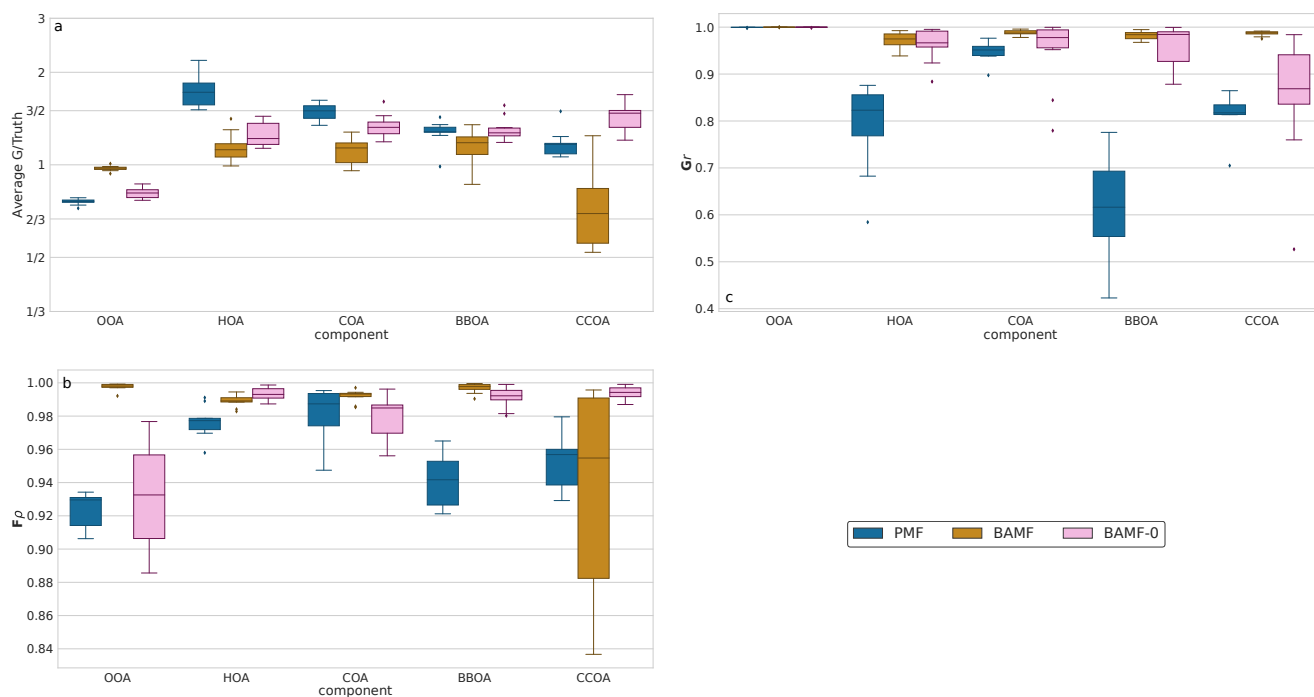 a
Average G/Truth
3
2
3/2
1
2/3
1/2
1/3
OOA HOA COA BBOA CCOA
component
c
Gr
1.0
0.9
0.8
0.7
0.6
0.5
0.4
OOA HOA COA BBOA CCOA
component
b
Fρ
1.00
0.98
0.96
0.94
0.92
0.90
0.88
0.86
0.84
OOA HOA COA BBOA CCOA
component
PMF BAMF BAMF-0